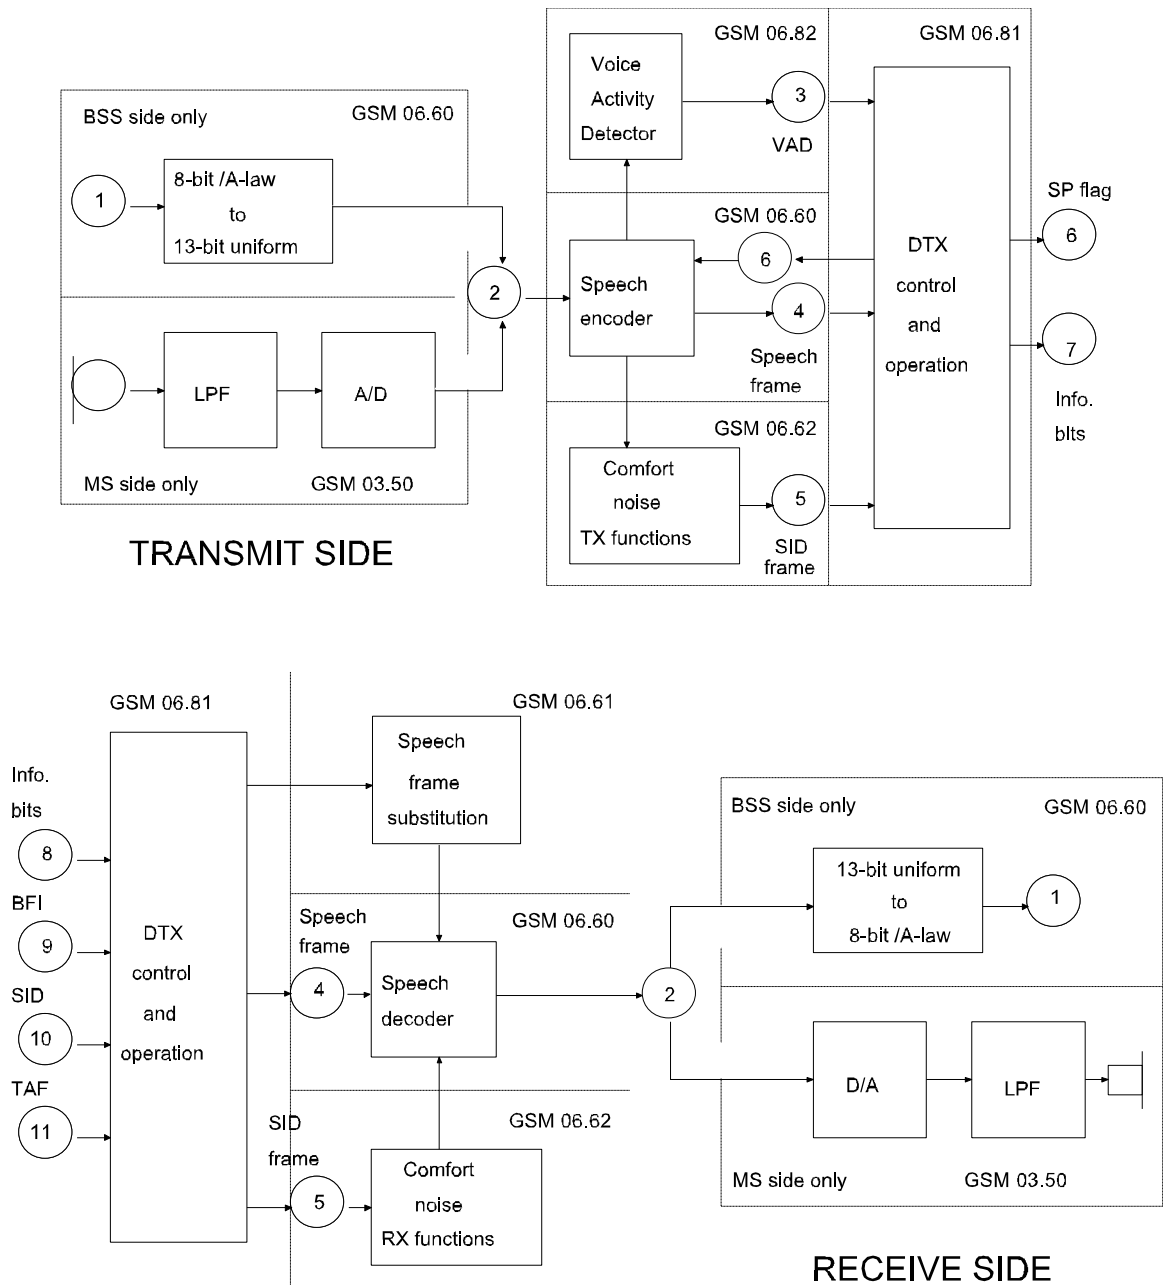 GSM 06.82
GSM 06.81
Voice
Activity
Detector
3
VAD
BSS side only
GSM 06.60
1
8-bit /A-law
to
13-bit uniform
2
GSM 06.60
Speech
encoder
6
4
Speech
frame
DTX
control
and
operation
SP flag
6
7
Info.
bIts
LPF
A/D
MS side only
GSM 03.50
GSM 06.62
Comfort
noise
TX functions
5
SID
frame
TRANSMIT SIDE
GSM 06.81
GSM 06.61
Info.
bits
8
BFI
9
SID
10
TAF
11
DTX
control
and
operation
Speech
frame
substitution
Speech
frame
4
GSM 06.60
Speech
decoder
SID
frame
5
GSM 06.62
Comfort
noise
RX functions
2
BSS side only
GSM 06.60
13-bit uniform
to
8-bit /A-law
1
D/A
LPF
MS side only
GSM 03.50
RECEIVE SIDE